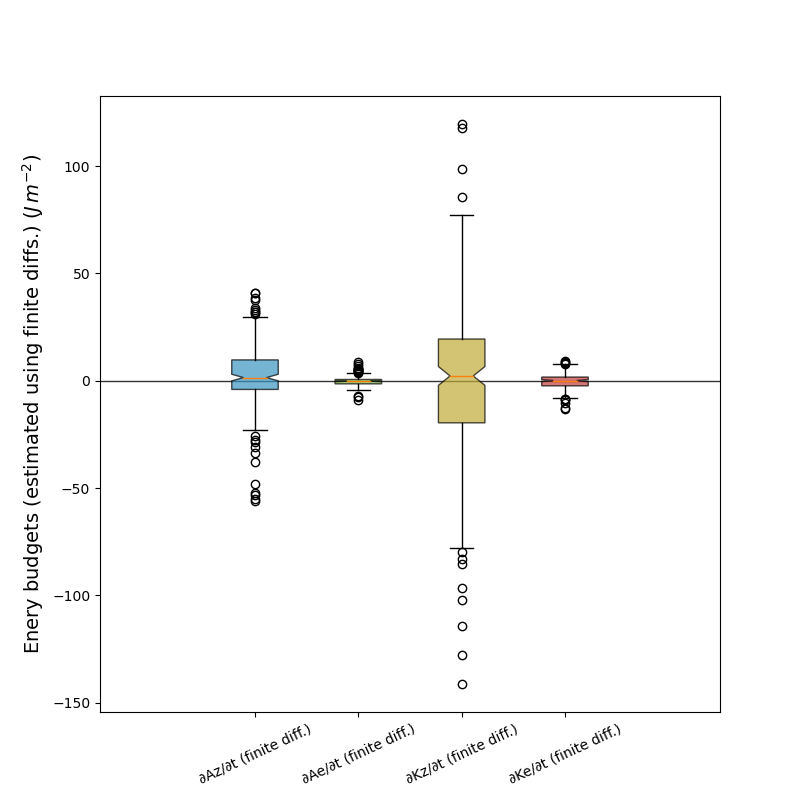 Enery budgets (estimated using finite diffs.) (J m⁻²)
100
50
0
−50
−100
−150
∂Az/∂t (finite diff.)
∂Ae/∂t (finite diff.)
∂Kz/∂t (finite diff.)
∂Ke/∂t (finite diff.)